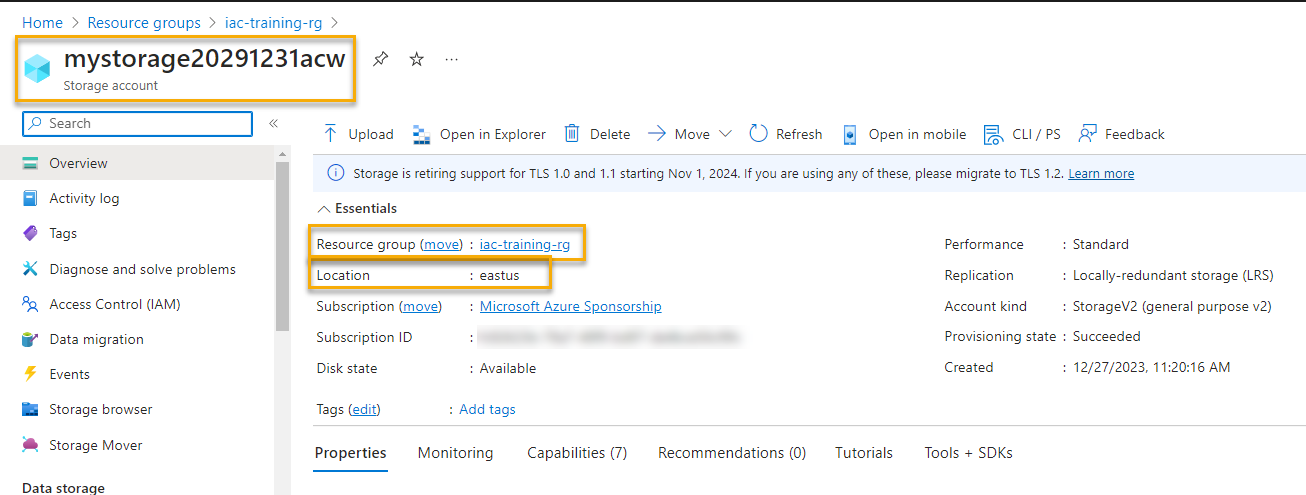 Home > Resource groups > iac-training-rg >
mystorage20291231acw
Storage account
Search
Overview
Activity log
Tags
Diagnose and solve problems
Access Control (IAM)
Data migration
Events
Storage browser
Storage Mover
Data storage
Upload Open in Explorer Delete Move Refresh Open in mobile CLI / PS Feedback
Storage is retiring support for TLS 1.0 and 1.1 starting Nov 1, 2024. If you are using any of these, please migrate to TLS 1.2. Learn more
Essentials
Resource group (move) : iac-training-rg
Location : eastus
Subscription (move) : Microsoft Azure Sponsorship
Subscription ID :
Disk state : Available
Tags (edit) : Add tags
Performance : Standard
Replication : Locally-redundant storage (LRS)
Account kind : StorageV2 (general purpose v2)
Provisioning state : Succeeded
Created : 12/27/2023, 11:20:16 AM
Properties Monitoring Capabilities (7) Recommendations (0) Tutorials Tools + SDKs